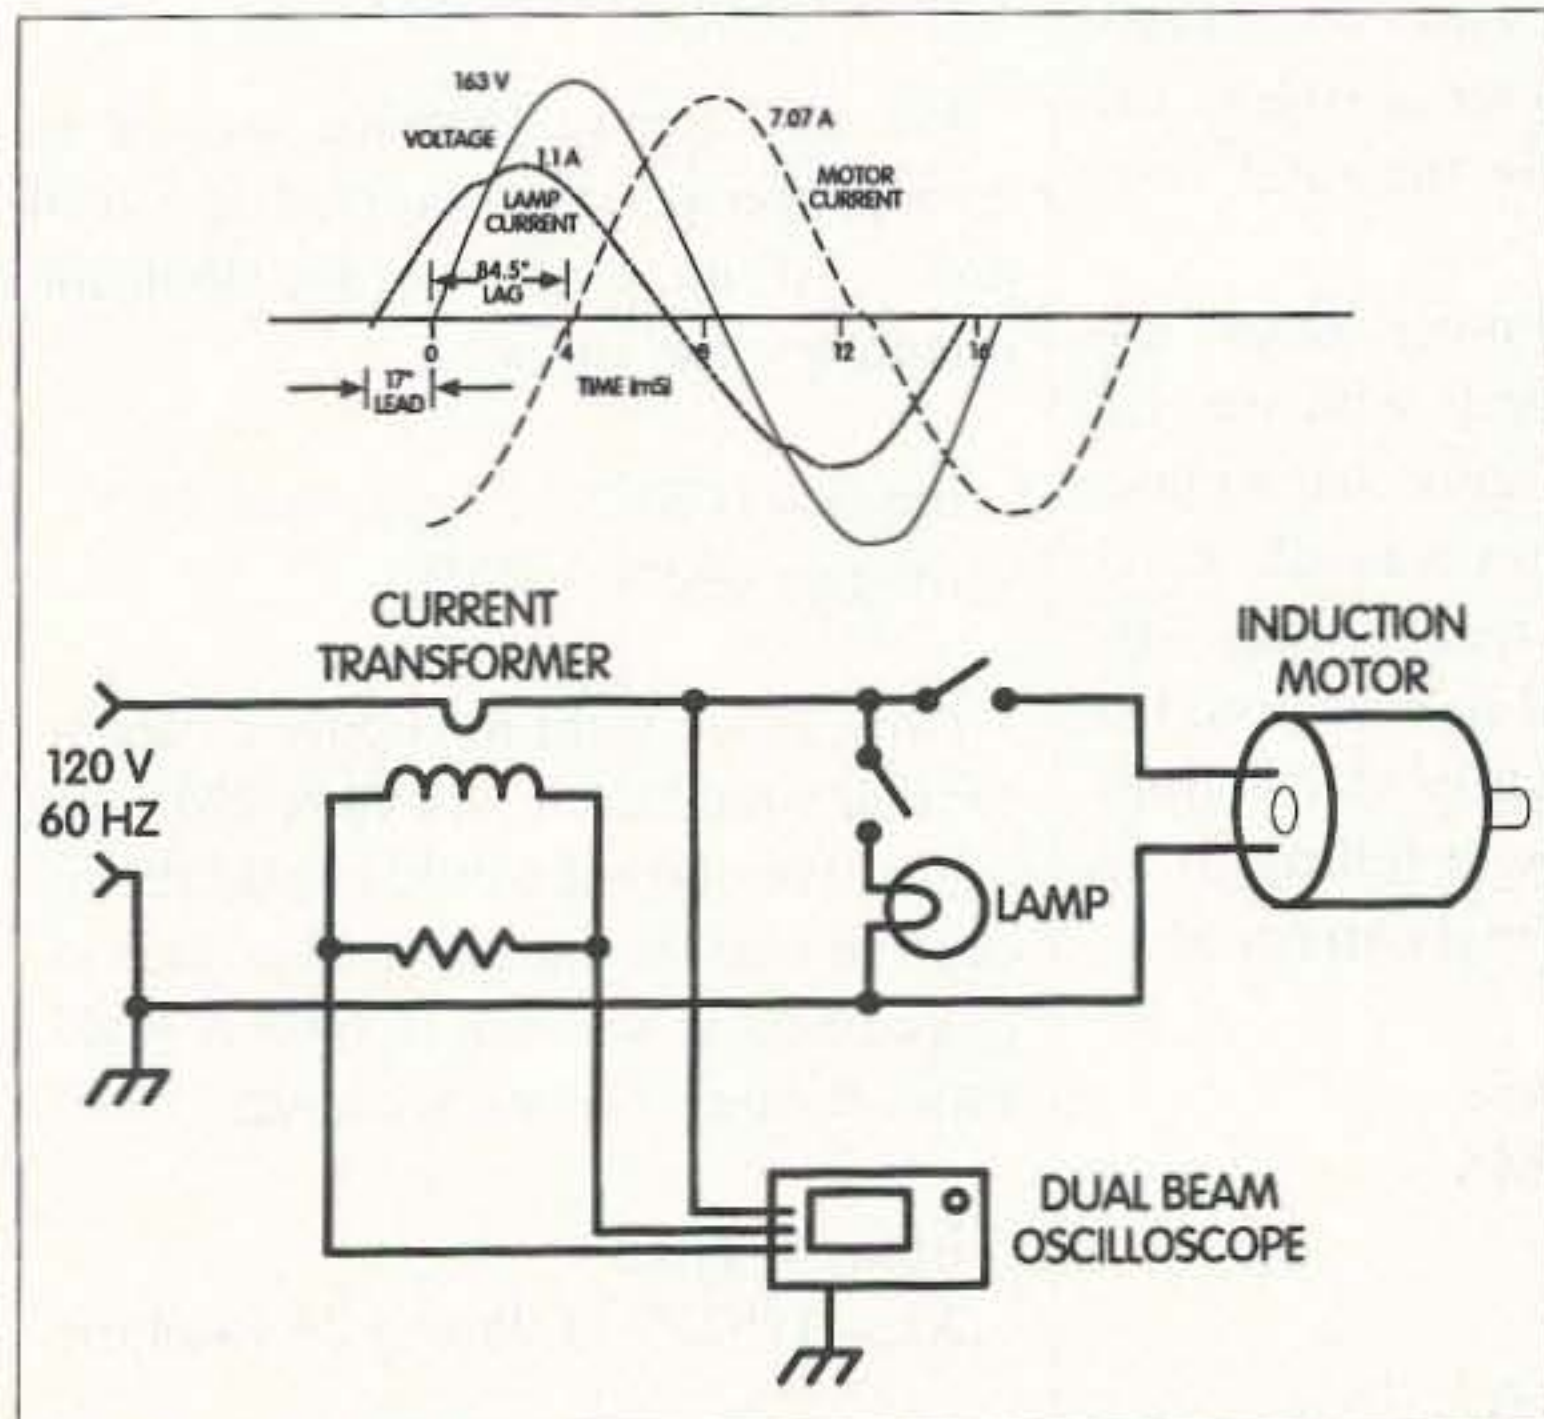 163 V
VOLTAGE
1.1 A
7.07 A
LAMP
CURRENT
MOTOR
CURRENT
84.5°
LAG
0
4
8
12
16
17°
LEAD
TIME (mS)
CURRENT
TRANSFORMER
INDUCTION
MOTOR
120 V
60 HZ
LAMP
DUAL BEAM
OSCILLOSCOPE